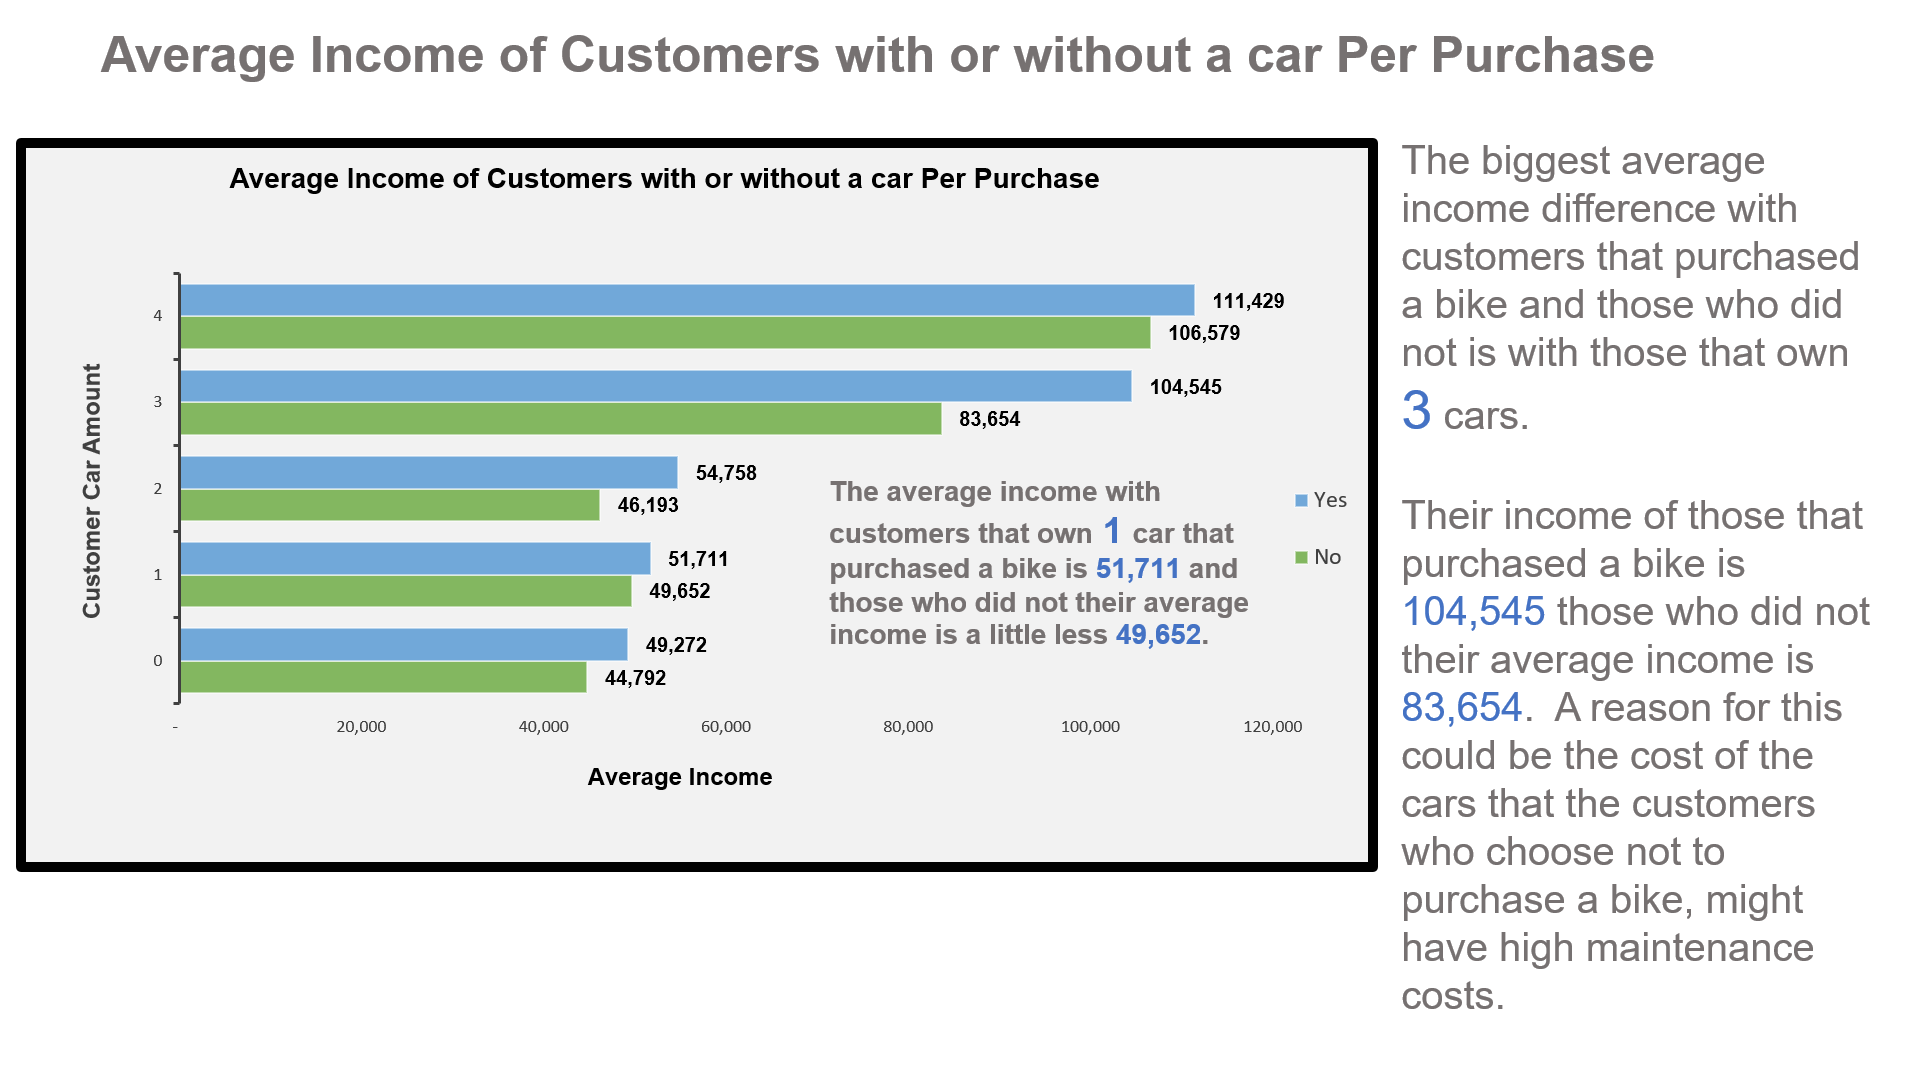 Average Income of Customers with or without a car Per Purchase
Average Income of Customers with or without a car Per Purchase
Customer Car Amount
4
111,429
106,579
3
104,545
83,654
2
54,758
46,193
1
51,711
49,652
0
49,272
44,792
-
20,000
40,000
60,000
80,000
100,000
120,000
Average Income
The average income with
customers that own 1 car that
purchased a bike is 51,711 and
those who did not their average
income is a little less 49,652.
Yes
No
The biggest average
income difference with
customers that purchased
a bike and those who did
not is with those that own
3 cars.
Their income of those that
purchased a bike is
104,545 those who did not
their average income is
83,654. A reason for this
could be the cost of the
cars that the customers
who choose not to
purchase a bike, might
have high maintenance
costs.